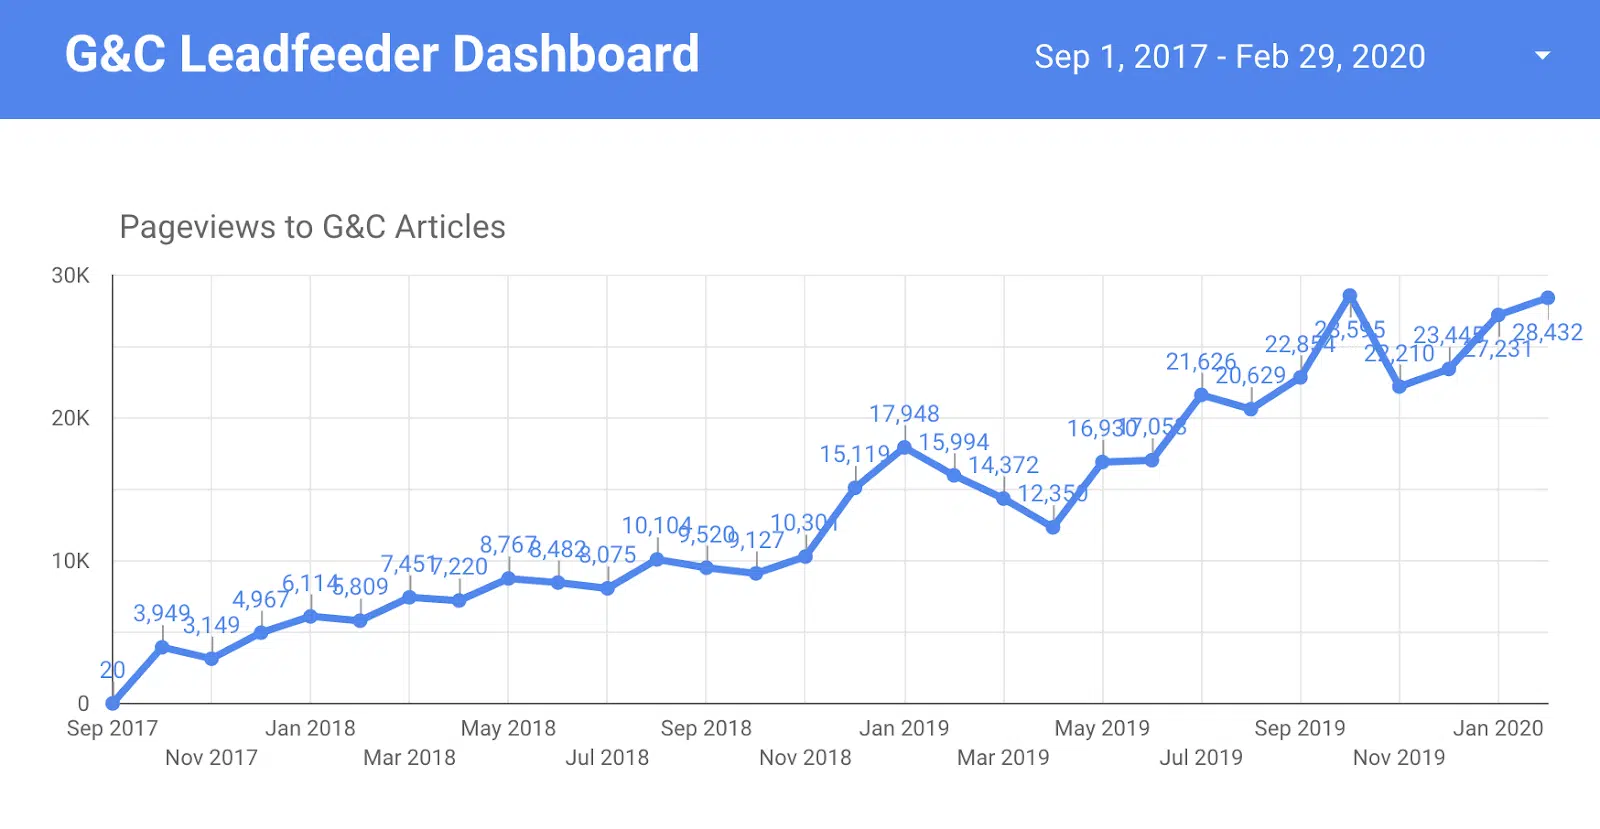 G&C Leadfeeder Dashboard
Sep 1, 2017 - Feb 29, 2020
Pageviews to G&C Articles
30K
20K
10K
0
20
3,949
3,149
4,967
6,114
5,809
7,451
7,220
8,767
8,482
8,075
10,104
9,520
9,127
10,301
15,119
17,948
15,994
14,372
12,350
16,930
21,626
20,629
22,854
28,595
22,210
23,445
27,231
28,432
Sep 2017
Nov 2017
Jan 2018
Mar 2018
May 2018
Jul 2018
Sep 2018
Nov 2018
Jan 2019
Mar 2019
May 2019
Jul 2019
Sep 2019
Nov 2019
Jan 2020